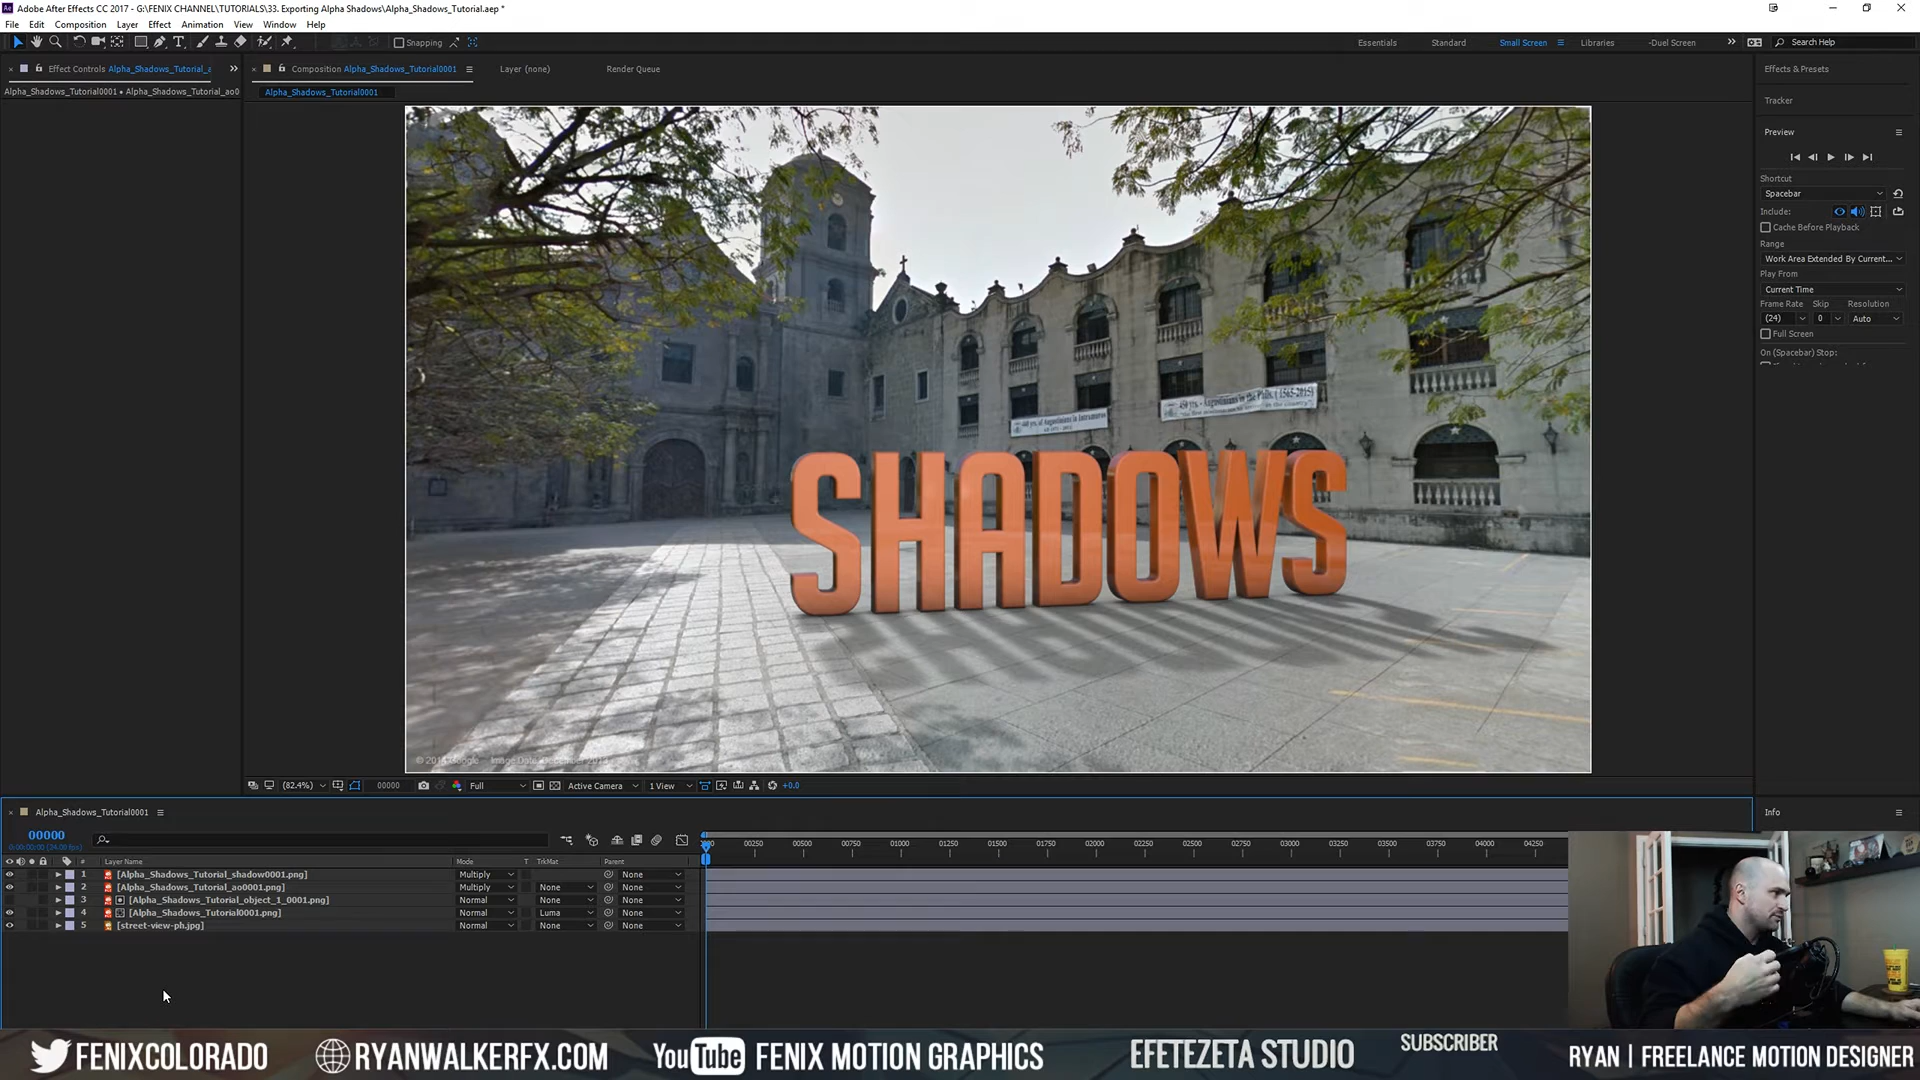 Adobe After Effects CC 2017 - G:\FENIX CHANNEL\TUTORIALS\33. Exporting Alpha Shadows\Alpha_Shadows_Tutorial.aep *
File Edit Composition Layer Effect Animation View Window Help
Snapping
Essentials Standard Small Screen Libraries -Duel Screen Search Help
Effect Controls Alpha_Shadows_Tutorial_a
Composition Alpha_Shadows_Tutorial0001
Layer (none)
Render Queue
Effects & Presets
Alpha_Shadows_Tutorial0001 • Alpha_Shadows_Tutorial_ao0
Alpha_Shadows_Tutorial0001
Tracker
Preview
Shortcut
Spacebar
Include:
Cache Before Playback
Range
Work Area Extended By Current...
Play From
Current Time
Frame Rate Skip Resolution
(24) 0 Auto
Full Screen
On (Spacebar) Stop:
SHADOWS
(82.4%) 00000 Full Active Camera 1 View +0.0
Alpha_Shadows_Tutorial0001
Info
00000
00250 00500 00750 01000 01250 01500 01750 02000 02250 02500 02750 03000 03250 03500 03750 04000 04250
# Layer Name Mode T TrkMat Parent
1 [Alpha_Shadows_Tutorial_shadow0001.png] Multiply None
2 [Alpha_Shadows_Tutorial_ao0001.png] Multiply None None
3 [Alpha_Shadows_Tutorial_object_1_0001.png] Normal None None
4 [Alpha_Shadows_Tutorial0001.png] Normal Luma None
5 [street-view-ph.jpg] Normal None None
FENIXCOLORADO RYANWALKERFX.COM YouTube FENIX MOTION GRAPHICS EFETEZETA STUDIO SUBSCRIBER RYAN | FREELANCE MOTION DESIGNER